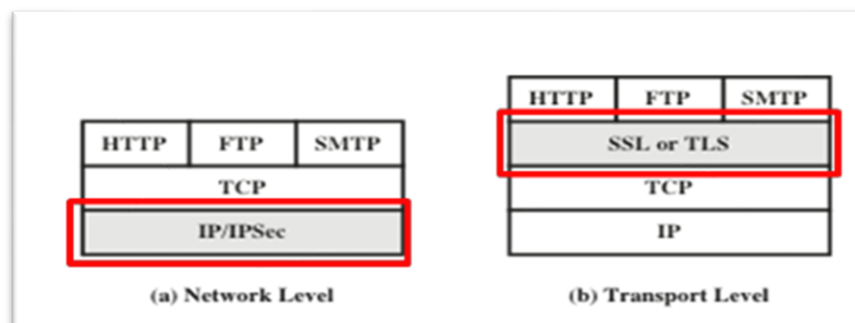 HTTP FTP SMTP
TCP
IP/IPSec
(a) Network Level
HTTP FTP SMTP
SSL or TLS
TCP
IP
(b) Transport Level